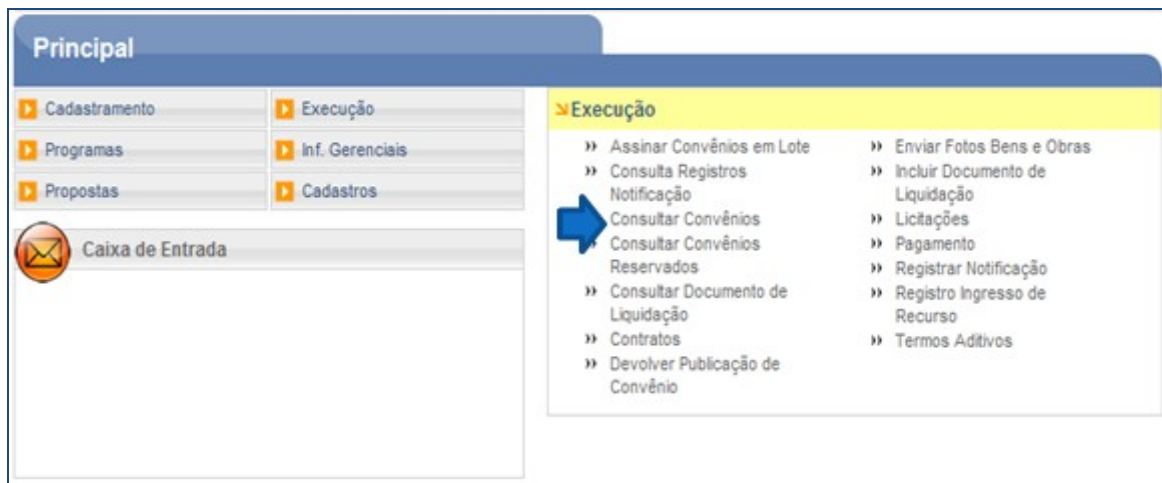 Principal
Cadastramento
Execução
Programas
Inf. Gerenciais
Propostas
Cadastros
Caixa de Entrada
Execução
Assinar Convênios em Lote
Consulta Registros
Notificação
Consultar Convênios
Consultar Convênios
Reservados
Consultar Documento de
Liquidação
Contratos
Devolver Publicação de
Convênio
Enviar Fotos Bens e Obras
Incluir Documento de
Liquidação
Licitações
Pagamento
Registrar Notificação
Registro Ingresso de
Recurso
Termos Aditivos